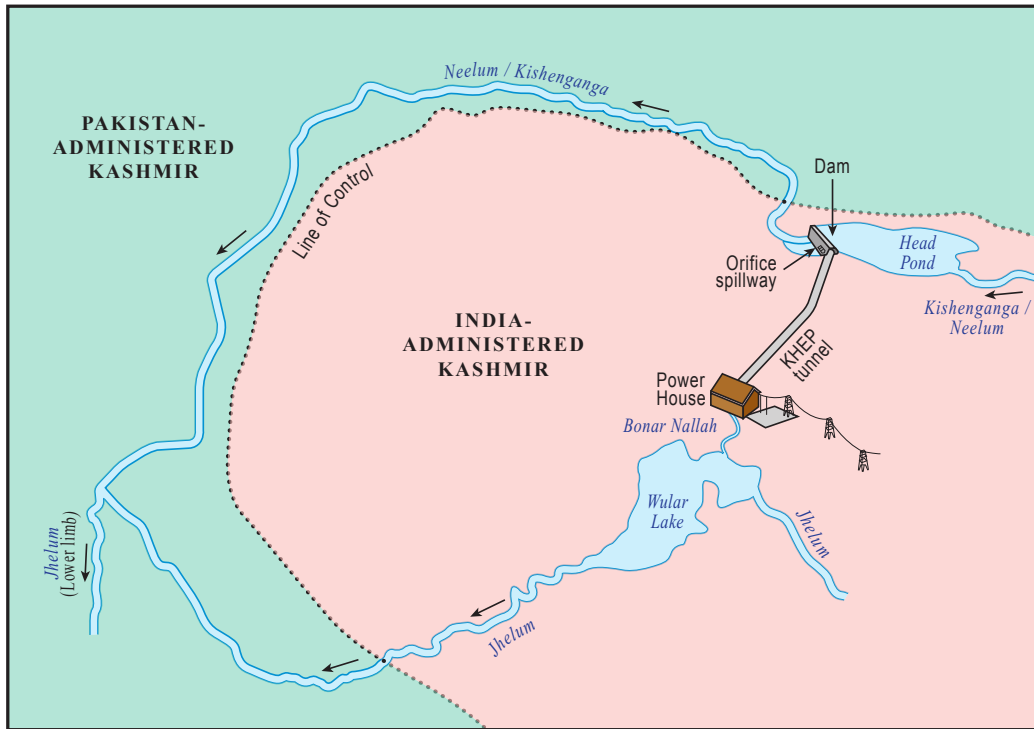 Neelum / Kishenganga
PAKISTAN-
ADMINISTERED
KASHMIR
Line of Control
Dam
Head
Pond
Orifice
spillway
Kishenganga /
Neelum
INDIA-
ADMINISTERED
KASHMIR
KHEP
tunnel
Power
House
Bonar Nallah
Wular
Lake
Jhelum
Jhelum
(Lower limb)
Jhelum